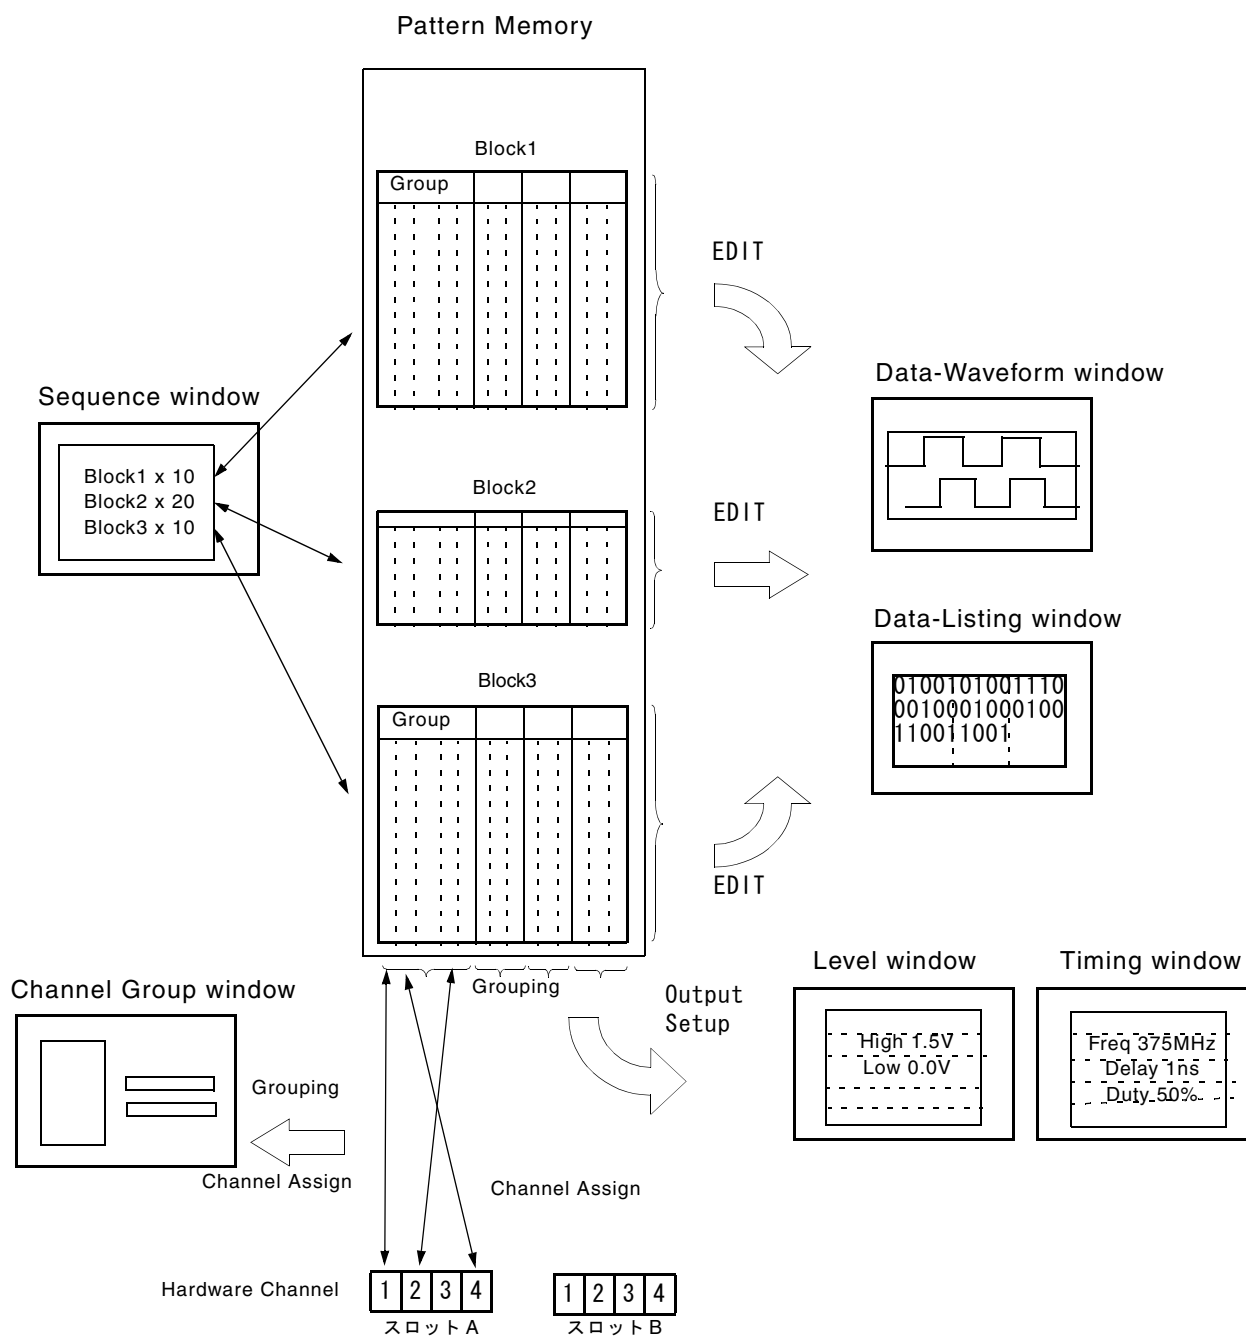 Pattern Memory
Block1
Group
EDIT
Data-Waveform window
Sequence window
Block1 x 10
Block2 x 20
Block3 x 10
Block2
EDIT
Data-Listing window
0100101001110
0010001000100
110011001
Block3
Group
EDIT
Level window
Timing window
Grouping
Output
Setup
Channel Group window
High 1.5V
Low 0.0V
Freq 375MHz
Delay 1ns
Duty 50%
Grouping
Channel Assign
Channel Assign
Hardware Channel
1 2 3 4
1 2 3 4
スロット A
スロット B